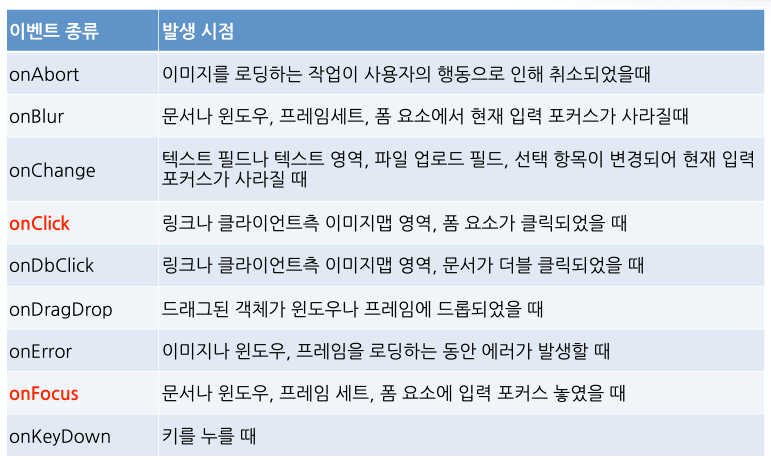 이벤트 종류 발생 시점
onAbort 이미지를 로딩하는 작업이 사용자의 행동으로 인해 취소되었을때
onBlur 문서나 윈도우, 프레임세트, 폼 요소에서 현재 입력 포커스가 사라질때
onChange 텍스트 필드나 텍스트 영역, 파일 업로드 필드, 선택 항목이 변경되어 현재 입력
포커스가 사라질 때
onClick 링크나 클라이언트측 이미지맵 영역, 폼 요소가 클릭되었을 때
onDbClick 링크나 클라이언트측 이미지맵 영역, 문서가 더블 클릭되었을 때
onDragDrop 드래그된 객체가 윈도우나 프레임에 드롭되었을 때
onError 이미지나 윈도우, 프레임을 로딩하는 동안 에러가 발생할 때
onFocus 문서나 윈도우, 프레임 세트, 폼 요소에 입력 포커스 놓였을 때
onKeyDown 키를 누를 때